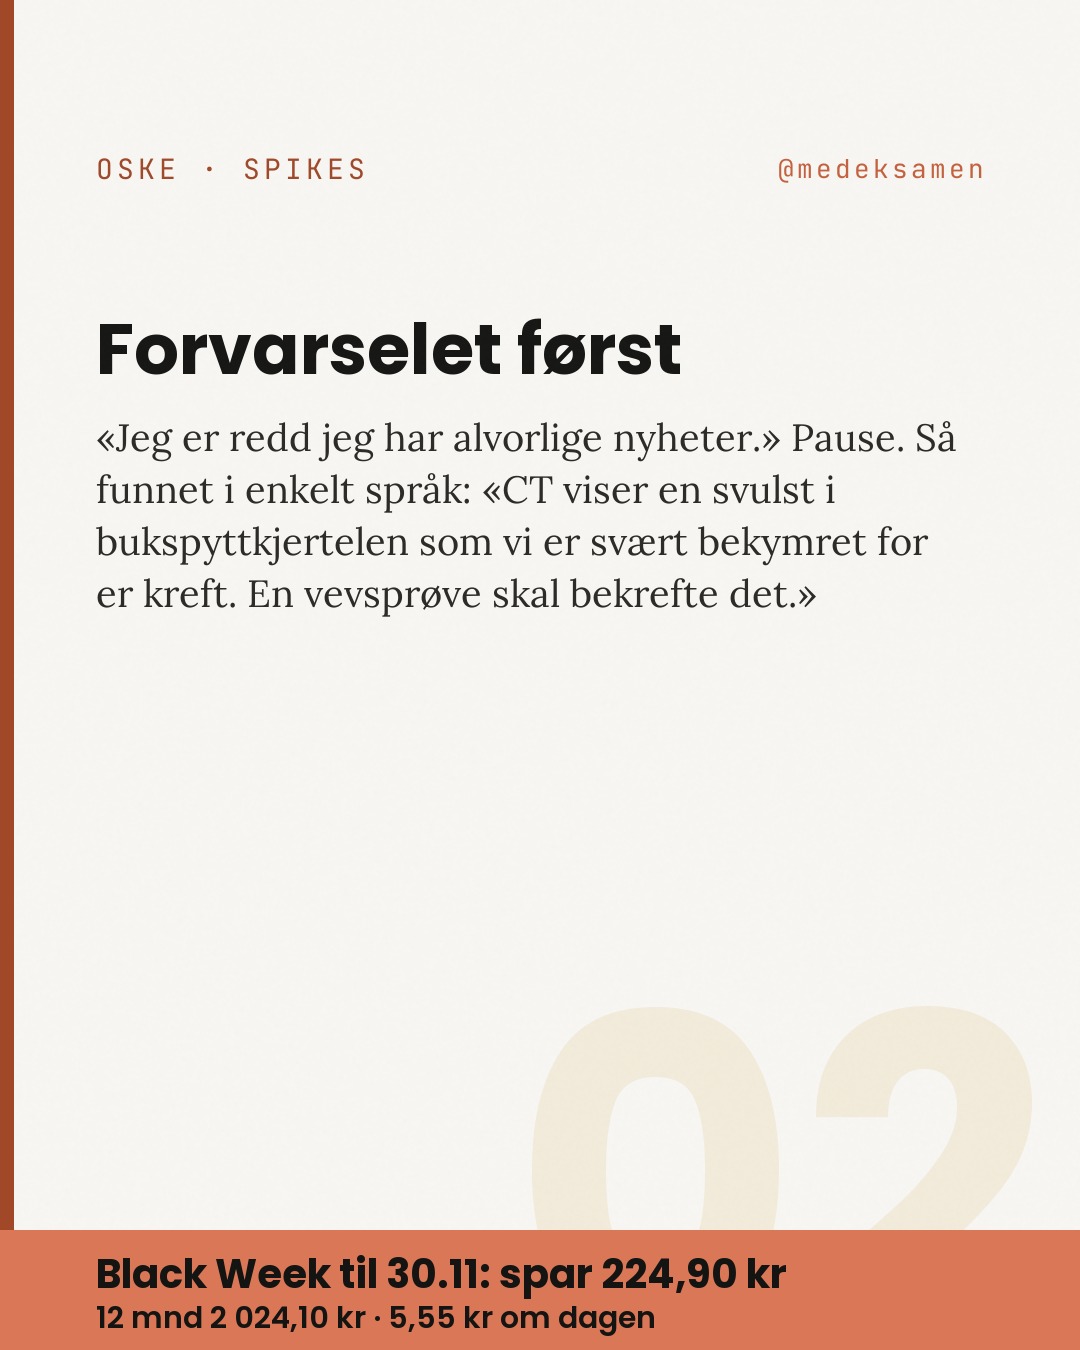 OSKE · SPIKES
@medeksamen
Forvarselet først
«Jeg er redd jeg har alvorlige nyheter.» Pause. Så
funnet i enkelt språk: «CT viser en svulst i
bukspyttkjertelen som vi er svært bekymret for
er kreft. En vevsprøve skal bekrefte det.»
02
Black Week til 30.11: spar 224,90 kr
12 mnd 2 024,10 kr · 5,55 kr om dagen